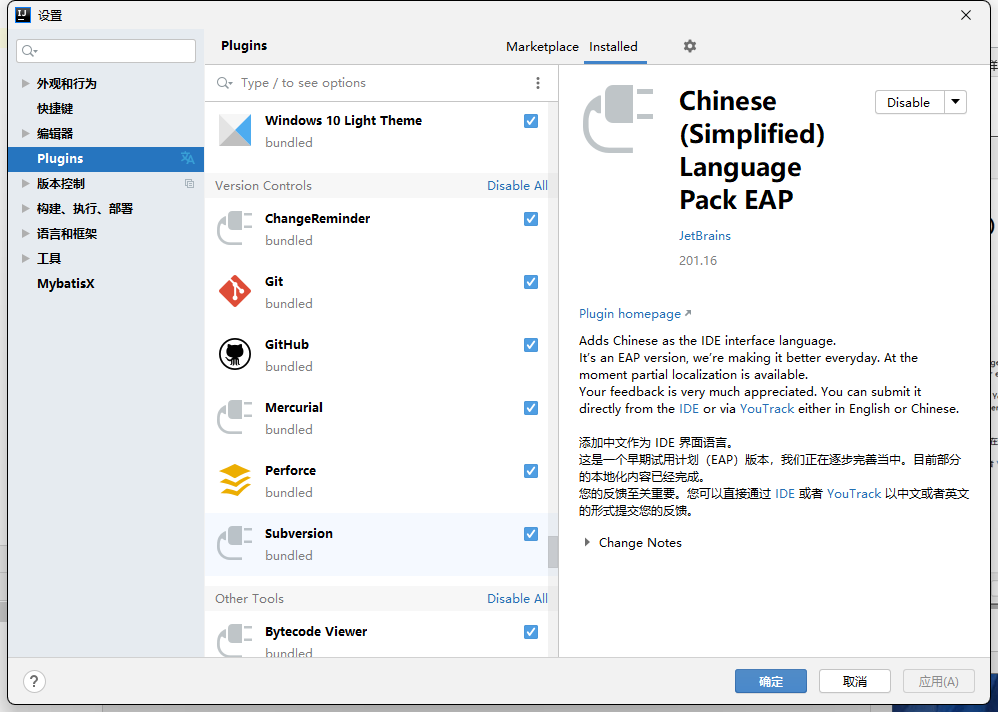 设置
Plugins
Marketplace Installed
Type / to see options
外观和行为
快捷键
编辑器
Plugins
版本控制
构建、执行、部署
语言和框架
工具
MybatisX
Windows 10 Light Theme
bundled
Version Controls Disable All
ChangeReminder
bundled
Git
bundled
GitHub
bundled
Mercurial
bundled
Perforce
bundled
Subversion
bundled
Other Tools Disable All
Bytecode Viewer
bundled
Chinese
(Simplified)
Language
Pack EAP
Disable
JetBrains
201.16
Plugin homepage
Adds Chinese as the IDE interface language.
It's an EAP version, we're making it better everyday. At the
moment partial localization is available.
Your feedback is very much appreciated. You can submit it
directly from the IDE or via YouTrack either in English or Chinese.
添加中文作为 IDE 界面语言。
这是一个早期试用计划（EAP）版本，我们正在逐步完善当中。目前部分
的本地化内容已经完成。
您的反馈至关重要。您可以直接通过 IDE 或者 YouTrack 以中文或者英文
的形式提交您的反馈。
Change Notes
?
确定 取消 应用(A)